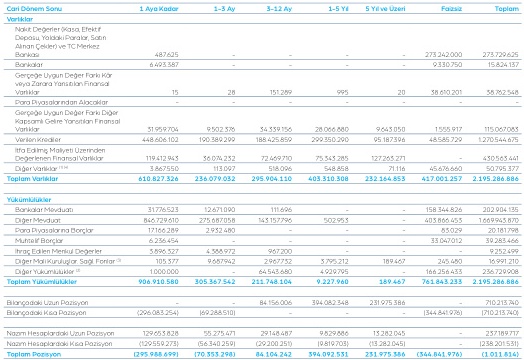 Cari Dönem Sonu 1 Aya Kadar 1-3 Ay 3-12 Ay 1-5 Yıl 5 Yıl ve Üzeri Faizsiz Toplam
Varlıklar
Nakit Değerler (Kasa, Efektif
Deposu, Yoldaki Paralar, Satın
Alınan Çekler) ve TC Merkez
Bankası 487.625 - - - - 273.242.000 273.729.625
Bankalar 6.493.387 - - - - 9.330.750 15.824.137
Gerçeğe Uygun Değer Farkı Kâr
veya Zarara Yansıtılan Finansal
Varlıklar 15 28 151.289 995 20 38.610.201 38.762.548
Para Piyasalarından Alacaklar - - - - - - -
Gerçeğe Uygun Değer Farkı Diğer
Kapsamlı Gelire Yansıtılan Finansal
Varlıklar 31.959.704 9.502.376 34.339.156 28.066.880 9.643.050 1.555.917 115.067.083
Verilen Krediler 448.606.102 190.389.299 188.425.859 299.350.290 95.187.396 48.585.729 1.270.544.675
İtfa Edilmiş Maliyeti Üzerinden
Değerlenen Finansal Varlıklar 119.412.943 36.074.232 72.469.710 75.343.285 127.263.271 - 430.563.441
Diğer Varlıklar 3.867.550 113.097 518.096 548.858 71.116 45.676.660 50.795.377
Toplam Varlıklar 610.827.326 236.079.032 295.904.110 403.310.308 232.164.853 417.001.257 2.195.286.886
Yükümlülükler
Bankalar Mevduatı 31.776.523 12.671.090 111.696 - - 158.344.826 202.904.135
Diğer Mevduat 846.729.610 275.687.058 143.157.796 502.953 - 403.866.453 1.669.943.870
Para Piyasalarına Borçlar 17.166.289 2.932.480 - - - 83.029 20.181.798
Muhtelif Borçlar 6.236.454 - - - - 33.047.012 39.283.466
İhraç Edilen Menkul Değerler 3.896.327 4.388.972 967.200 - - - 9.252.499
Diğer Mali Kuruluşlar. Sağl. Fonlar 105.377 9.687.942 2.967.732 3.795.212 189.467 245.480 16.991.210
Diğer Yükümlülükler 1.000.000 - 64.543.680 4.929.795 - 166.256.433 236.729.908
Toplam Yükümlülükler 906.910.580 305.367.542 211.748.104 9.227.960 189.467 761.843.233 2.195.286.886
Bilançodaki Uzun Pozisyon - - 84.156.006 394.082.348 231.975.386 - 710.213.740
Bilançodaki Kısa Pozisyon (296.083.254) (69.288.510) - - - (344.841.976) (710.213.740)
Nazım Hesaplardaki Uzun Pozisyon 129.653.828 55.275.471 29.148.487 9.829.886 13.282.045 - 237.189.717
Nazım Hesaplardaki Kısa Pozisyon (129.559.273) (56.340.259) (29.200.251) (9.819.703) (13.282.045) - (238.201.531)
Toplam Pozisyon (295.988.699) (70.353.298) 84.104.242 394.092.531 231.975.386 (344.841.976) (1.011.814)